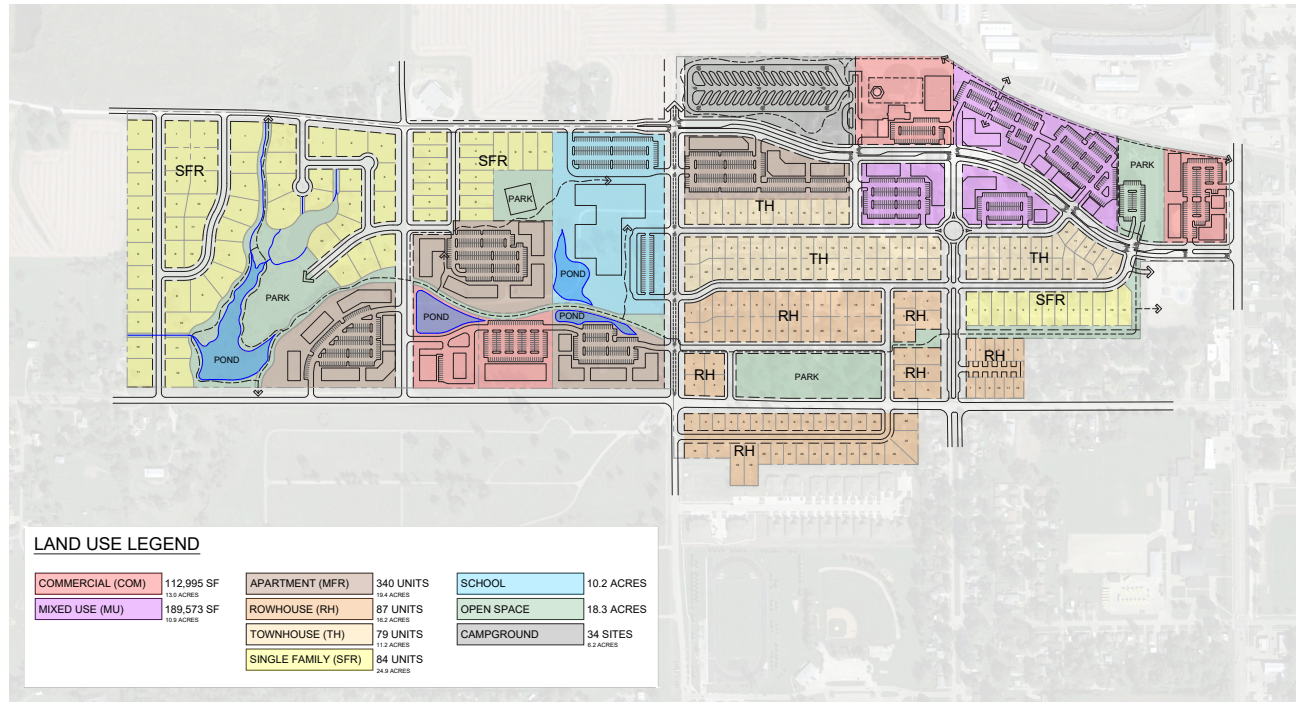 SFR
SFR
PARK
PARK
POND
POND
POND
POND
PARK
TH
TH
TH
SFR
RH
RH
RH
RH
RH
PARK
RH
LAND USE LEGEND
COMMERCIAL (COM) 112,995 SF
13.0 ACRES
MIXED USE (MU) 189,573 SF
10.9 ACRES
APARTMENT (MFR) 340 UNITS
19.4 ACRES
ROWHOUSE (RH) 87 UNITS
16.2 ACRES
TOWNHOUSE (TH) 79 UNITS
11.2 ACRES
SINGLE FAMILY (SFR) 84 UNITS
24.9 ACRES
SCHOOL 10.2 ACRES
OPEN SPACE 18.3 ACRES
CAMPGROUND 34 SITES
6.2 ACRES